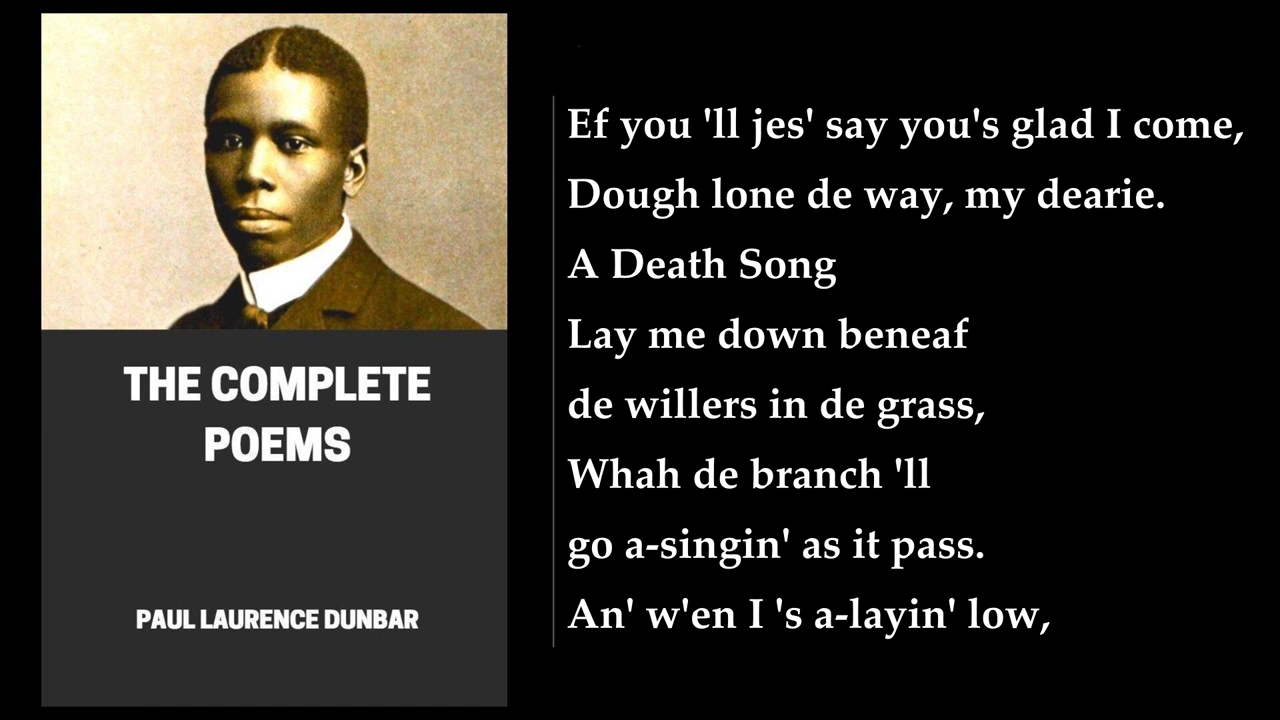 THE COMPLETE
POEMS
PAUL LAURENCE DUNBAR
Ef you 'll jes' say you's glad I come,
Dough lone de way, my dearie.
A Death Song
Lay me down beneaf
de willers in de grass,
Whah de branch 'll
go a-singin' as it pass.
An' w'en I 's a-layin' low,